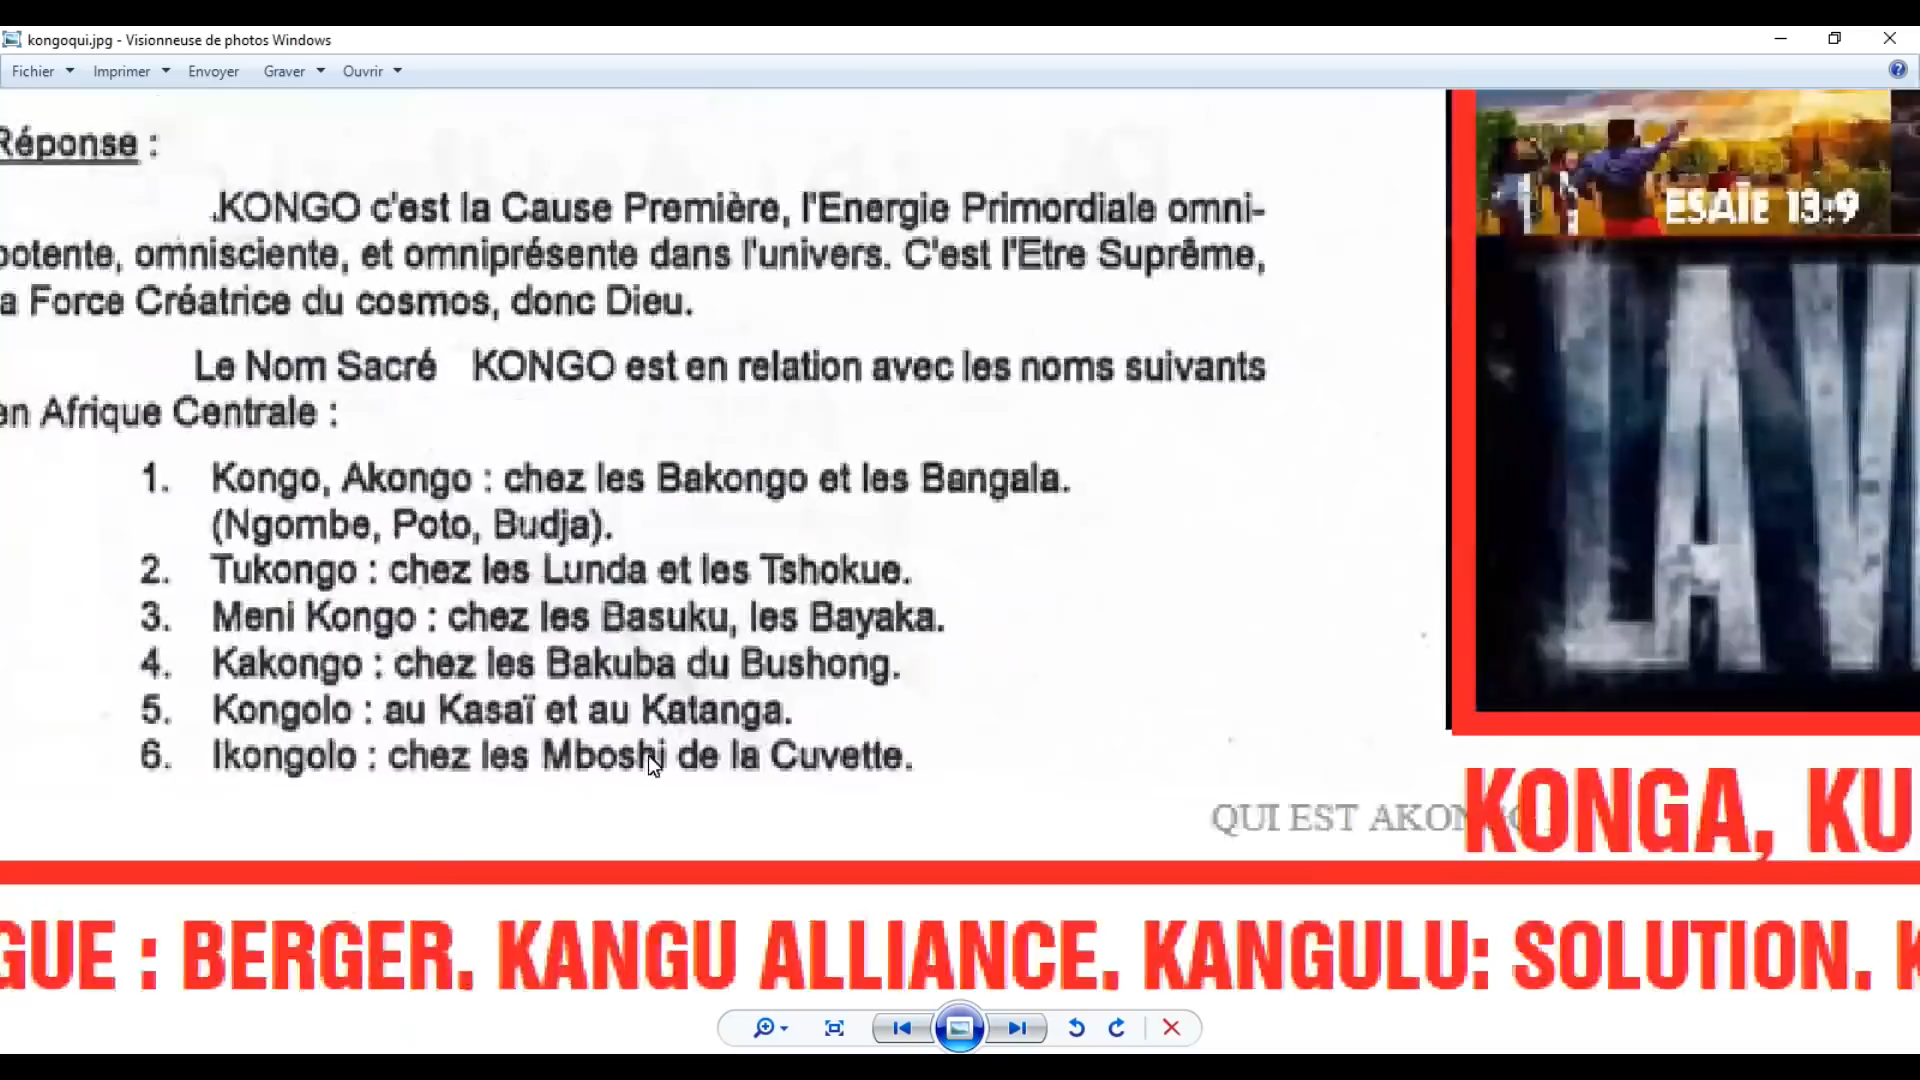 kongoqui.jpg - Visionneuse de photos Windows
Fichier Imprimer Envoyer Graver Ouvrir
Réponse :
.KONGO c'est la Cause Première, l'Energie Primordiale omni-
potente, omnisciente, et omniprésente dans l'univers. C'est l'Etre Suprême,
la Force Créatrice du cosmos, donc Dieu.
Le Nom Sacré KONGO est en relation avec les noms suivants
en Afrique Centrale :
1. Kongo, Akongo : chez les Bakongo et les Bangala.
(Ngombe, Poto, Budja).
2. Tukongo : chez les Lunda et les Tshokue.
3. Meni Kongo : chez les Basuku, les Bayaka.
4. Kakongo : chez les Bakuba du Bushong.
5. Kongolo : au Kasaï et au Katanga.
6. Ikongolo : chez les Mboshi de la Cuvette.
ESAÏE 13:9
LA V
QUI EST AKONGO
KONGA, KU
GUE : BERGER. KANGU ALLIANCE. KANGULU: SOLUTION. K